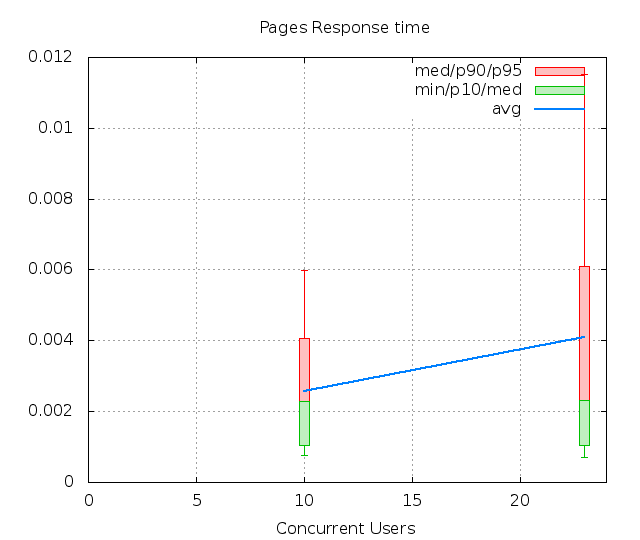 Pages Response time
0.012
0.01
0.008
0.006
0.004
0.002
0
med/p90/p95
min/p10/med
avg
0 5 10 15 20
Concurrent Users